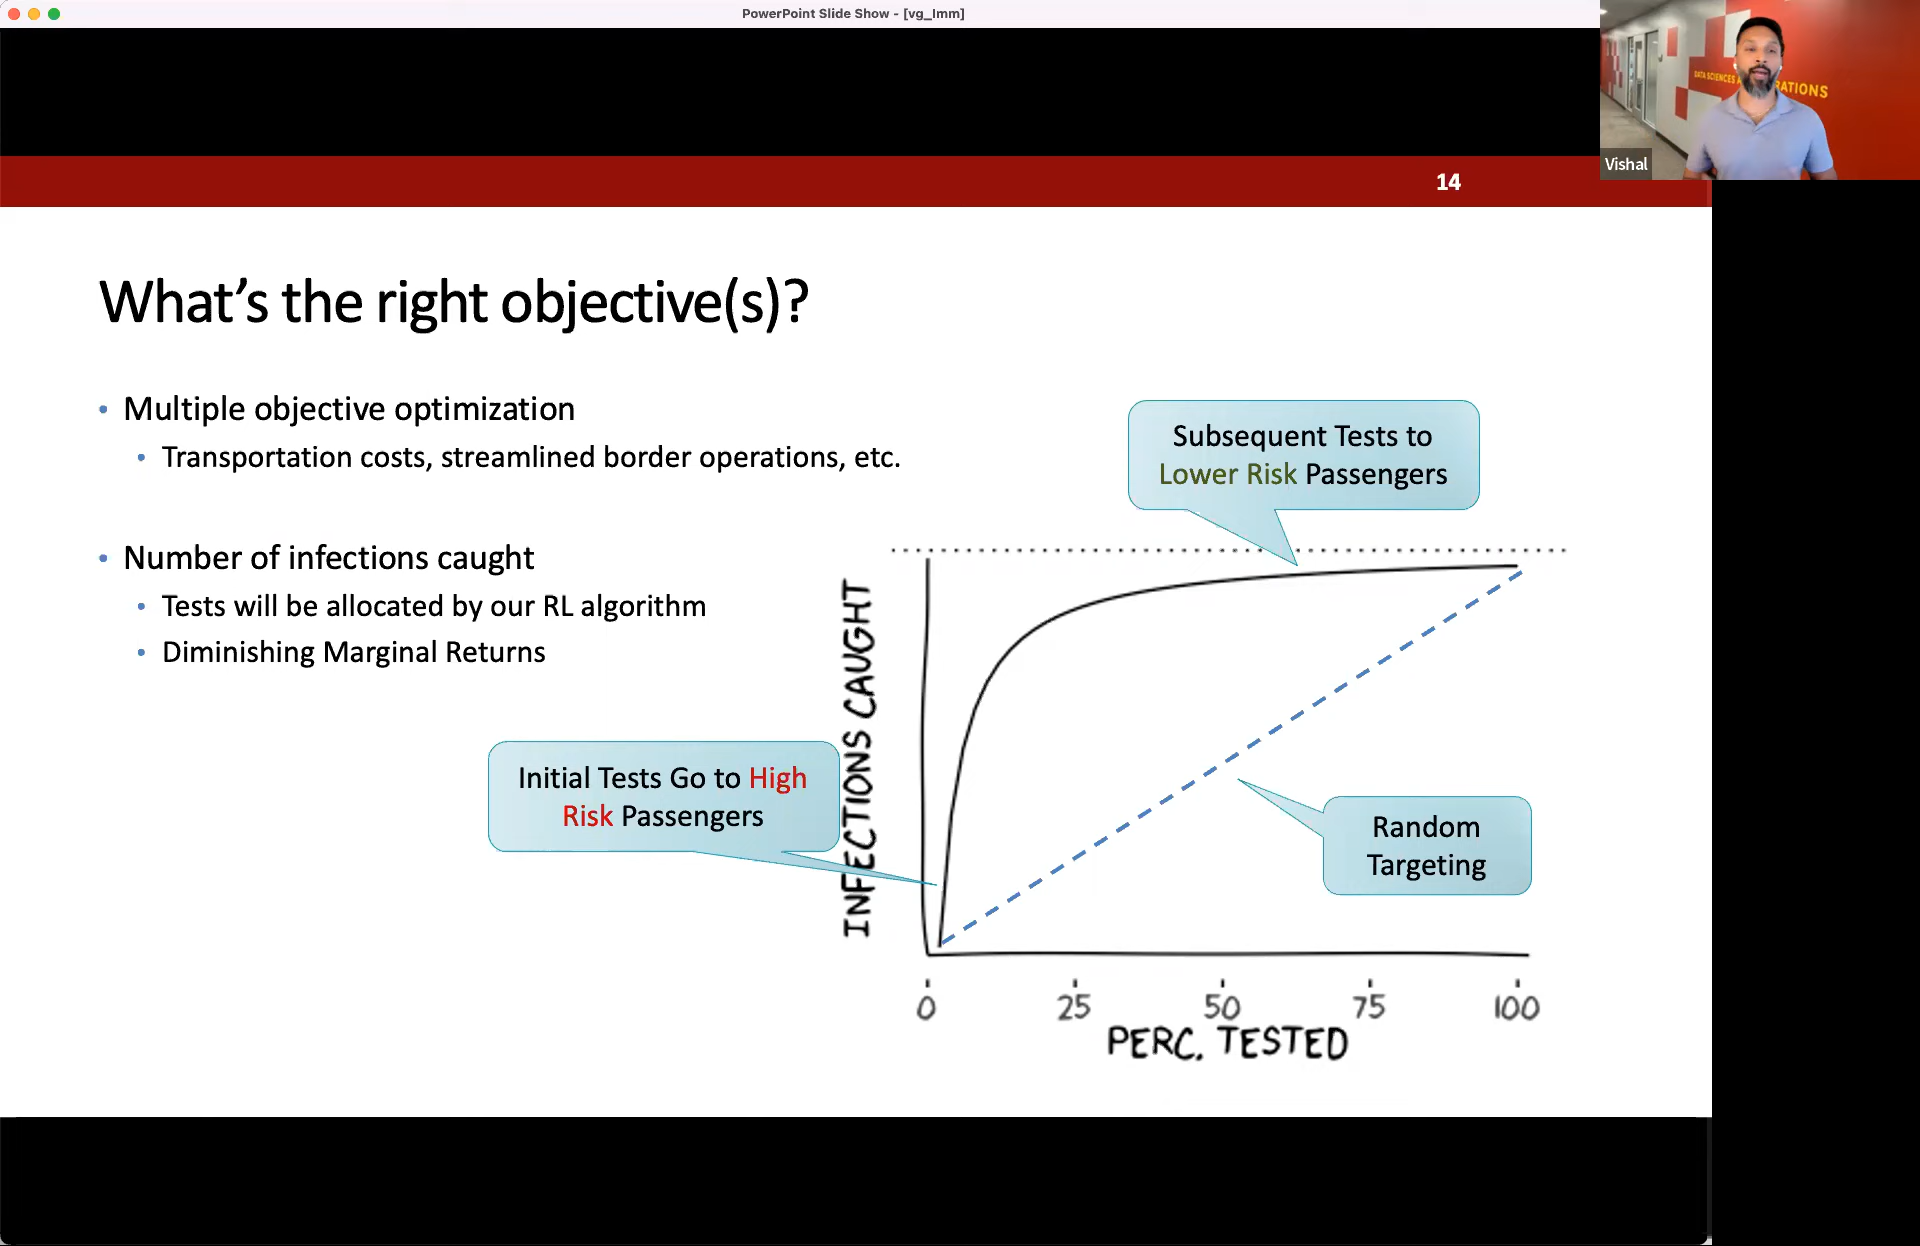 PowerPoint Slide Show - [vg_Imm]
DATA SCIENCES
RATIONS
Vishal
14
What's the right objective(s)?
• Multiple objective optimization
• Transportation costs, streamlined border operations, etc.
• Number of infections caught
• Tests will be allocated by our RL algorithm
• Diminishing Marginal Returns
Subsequent Tests to
Lower Risk Passengers
Initial Tests Go to High
Risk Passengers
Random
Targeting
INFECTIONS CAUGHT
0 25 50 75 100
PERC. TESTED